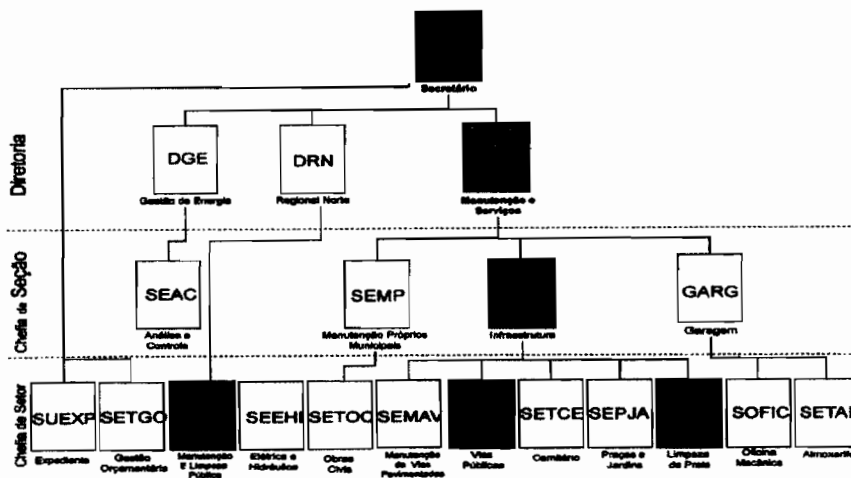 Secretário
Diretoria
DGE
DRN
Gestão de Energia
Regional Norte
Manutenção e
Serviços
Chefia de Seção
SEAC
SEMP
GARG
Análise e
Controle
Manutenção Próprios
Municipais
Infraestrutura
Garagem
Chefia de Setor
SUEXP
SETGO
SEEHI
SETOC
SEMAV
SETCE
SEPJA
SOFIC
SETAL
Expediente
Gestão
Orçamentária
Manutenção
E Limpeza
Pública
Elétrica e
Hidráulica
Obras
Civis
Manutenção
de Vias
Pavimentadas
Vias
Públicas
Cemitério
Praças e
Jardins
Limpeza
de Praia
Oficina
Mecânica